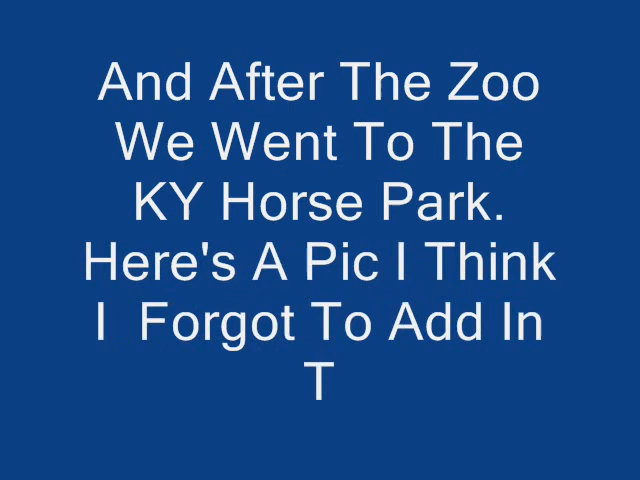 And After The Zoo
We Went To The
KY Horse Park.
Here's A Pic I Think
I  Forgot To Add In
T